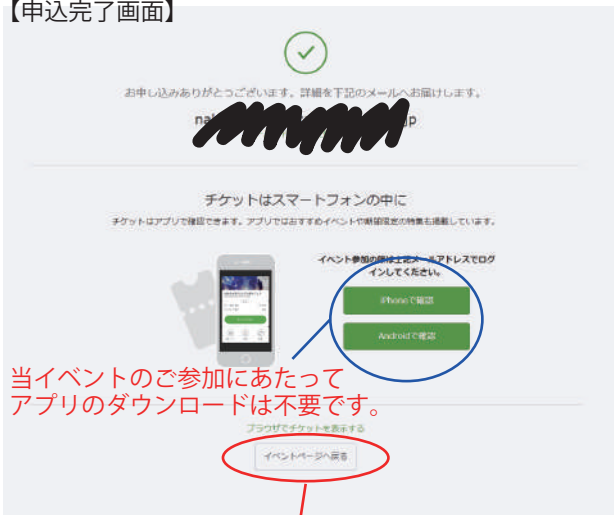 【申込完了画面】
お申し込みありがとうございます。詳細を下記のメールへお届けします。
チケットはスマートフォンの中に
チケットはアプリで確認できます。アプリではおすすめイベントや期間限定の特集も掲載しています。
イベント参加の際は上記メールアドレスでログ
インしてください。
iPhoneで確認
Androidで確認
当イベントのご参加にあたって
アプリのダウンロードは不要です。
ブラウザでチケットを表示する
イベントページへ戻る